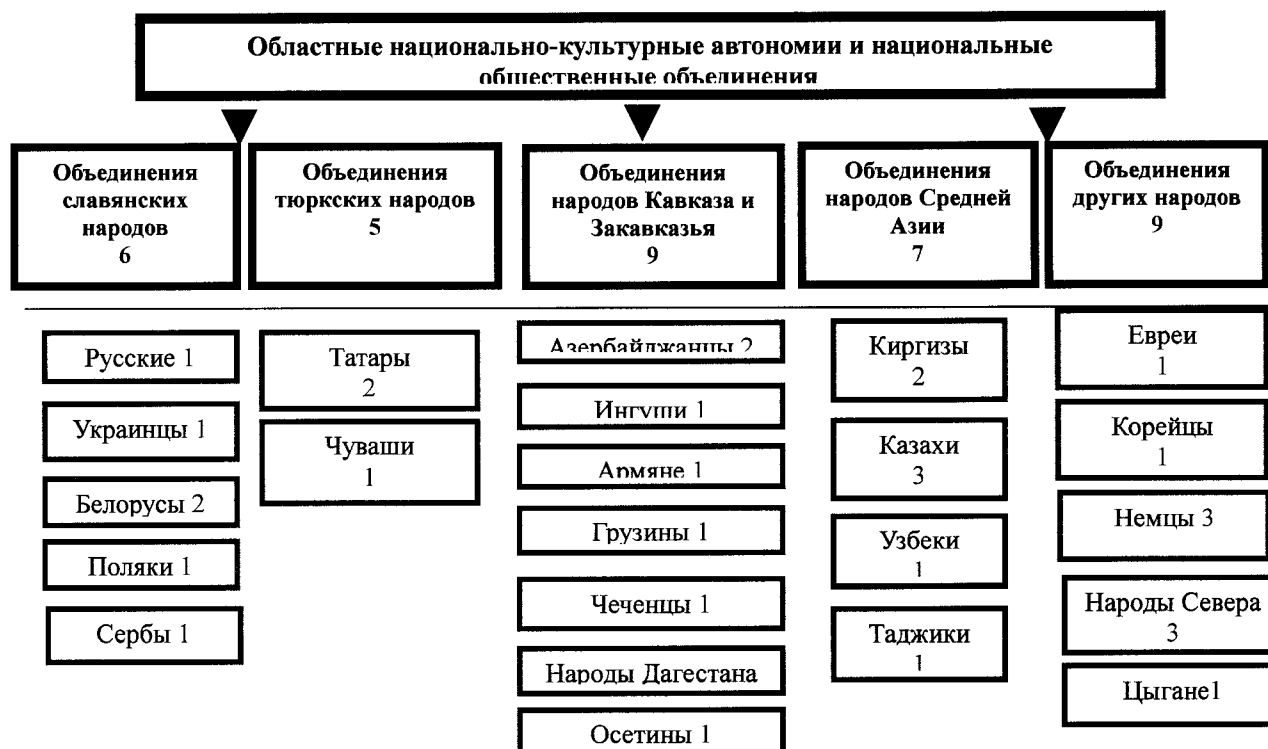 Областные национально-культурные автономии и национальные
общественные объединения
Объединения
славянских
народов
6
Объединения
тюркских народов
5
Объединения
народов Кавказа и
Закавказья
9
Объединения
народов Средней
Азии
7
Объединения
других народов
9
Русские 1
Украинцы 1
Белорусы 2
Поляки 1
Сербы 1
Татары
2
Чуваши
1
Азербайджанцы 2
Ингуши 1
Армяне 1
Грузины 1
Чеченцы 1
Народы Дагестана
Осетины 1
Киргизы
2
Казахи
3
Узбеки
1
Таджики
1
Евреи
1
Корейцы
1
Немцы 3
Народы Севера
3
Цыгане1